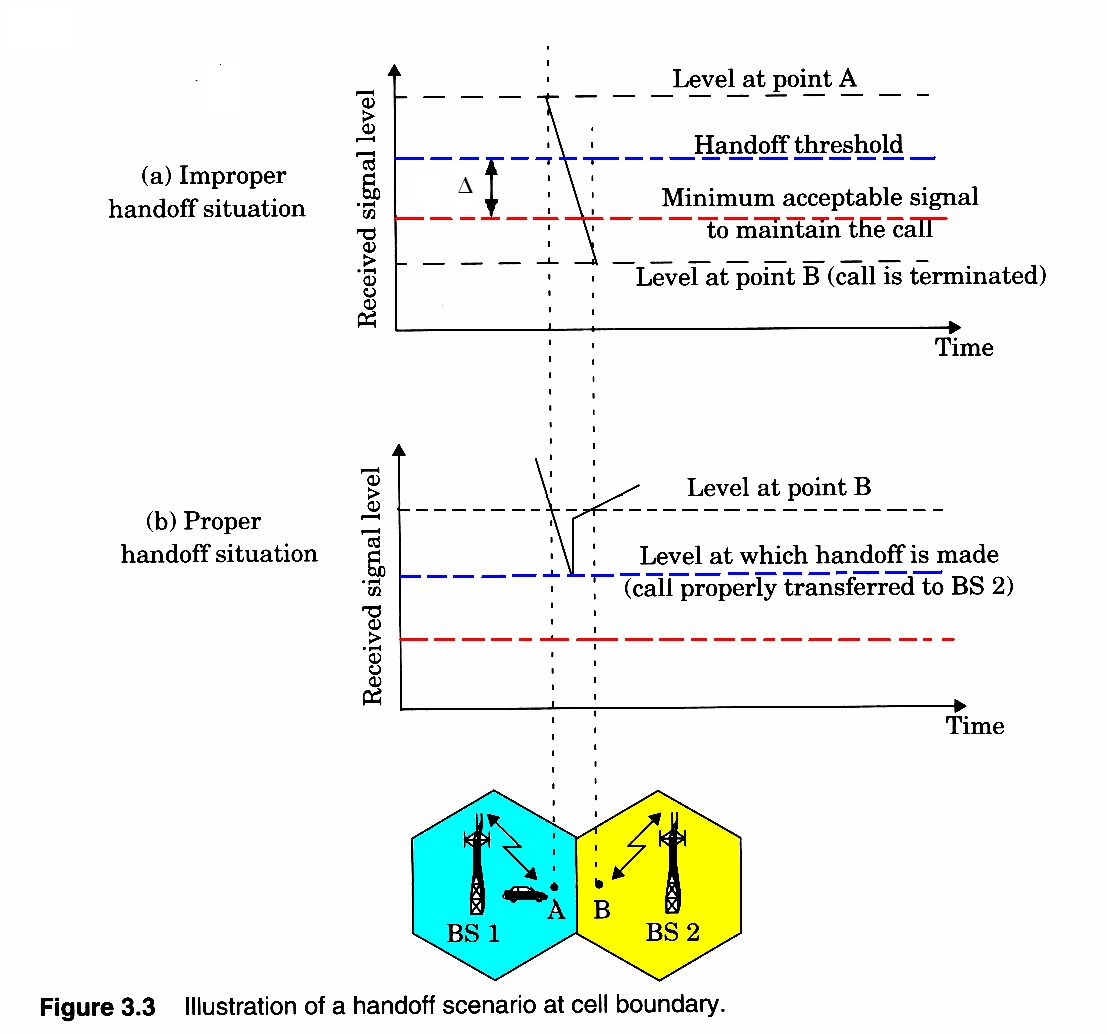 Received signal level
(a) Improper
handoff situation
Level at point A
Handoff threshold
Δ
Minimum acceptable signal
to maintain the call
Level at point B (call is terminated)
Time
Received signal level
(b) Proper
handoff situation
Level at point B
Level at which handoff is made
(call properly transferred to BS 2)
Time
A
B
BS 1
BS 2
Figure 3.3 Illustration of a handoff scenario at cell boundary.